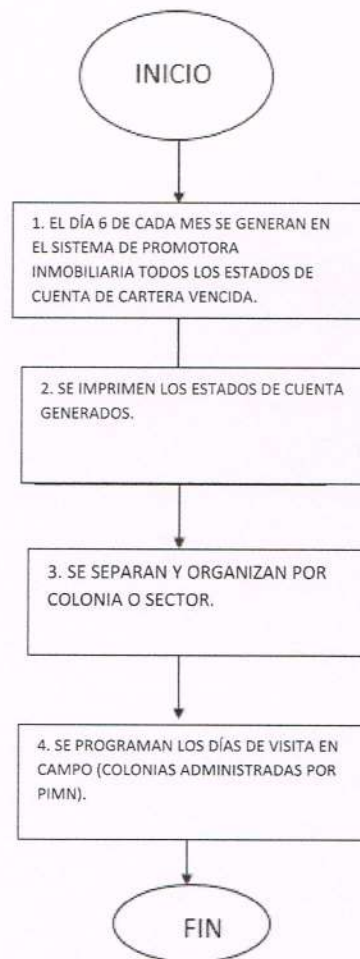 INICIO
1. EL DÍA 6 DE CADA MES SE GENERAN EN
EL SISTEMA DE PROMOTORA
INMOBILIARIA TODOS LOS ESTADOS DE
CUENTA DE CARTERA VENCIDA.
2. SE IMPRIMEN LOS ESTADOS DE CUENTA
GENERADOS.
3. SE SEPARAN Y ORGANIZAN POR
COLONIA O SECTOR.
4. SE PROGRAMAN LOS DÍAS DE VISITA EN
CAMPO (COLONIAS ADMINISTRADAS POR
PIMN).
FIN